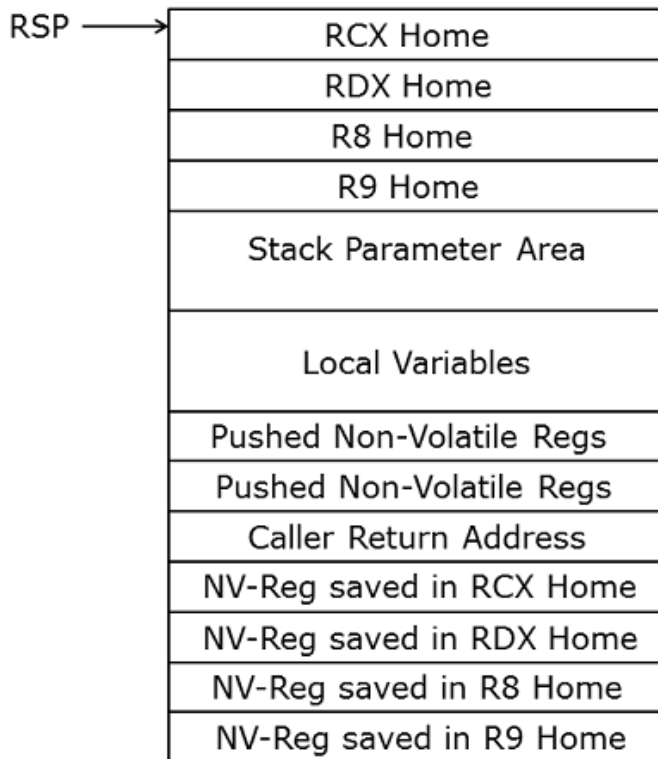 RSP
RCX Home
RDX Home
R8 Home
R9 Home
Stack Parameter Area
Local Variables
Pushed Non-Volatile Regs
Pushed Non-Volatile Regs
Caller Return Address
NV-Reg saved in RCX Home
NV-Reg saved in RDX Home
NV-Reg saved in R8 Home
NV-Reg saved in R9 Home